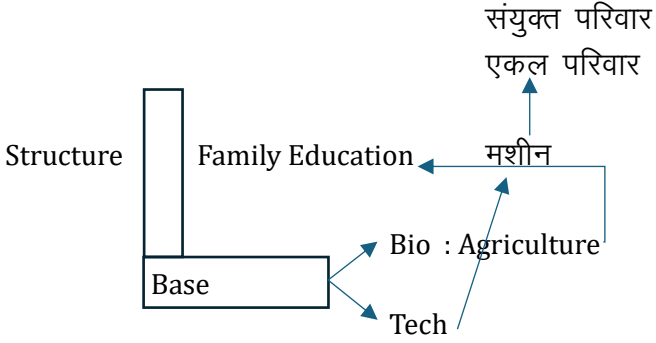 संयुक्त परिवार
एकल परिवार
Structure Family Education मशीन
Bio : Agriculture
Base
Tech